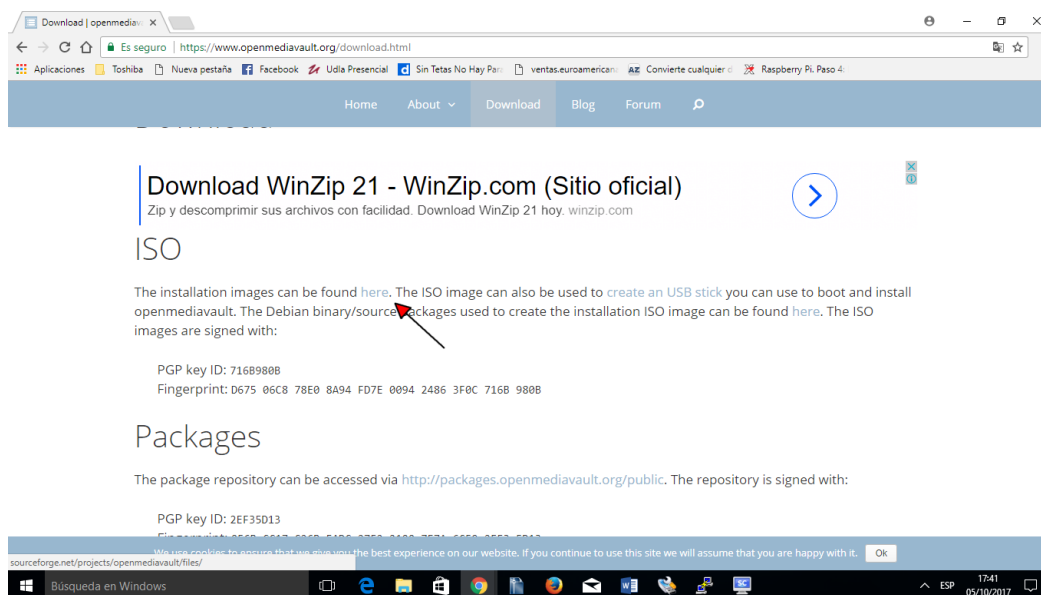 Download | openmediava
Es seguro | https://www.openmediavault.org/download.html
Aplicaciones Toshiba Nueva pestaña Facebook Udla Presencial Sin Tetas No Hay Par ventas.euroamerican Convierte cualquier d Raspberry Pi. Paso 4:
Home About Download Blog Forum
Download WinZip 21 - WinZip.com (Sitio oficial)
Zip y descomprimir sus archivos con facilidad. Download WinZip 21 hoy. winzip.com
ISO
The installation images can be found here. The ISO image can also be used to create an USB stick you can use to boot and install
openmediavault. The Debian binary/source packages used to create the installation ISO image can be found here. The ISO
images are signed with:
PGP key ID: 716B980B
Fingerprint: D675 06C8 78E0 8A94 FD7E 0094 2486 3F0C 716B 980B
Packages
The package repository can be accessed via http://packages.openmediavault.org/public. The repository is signed with:
PGP key ID: 2EF35D13
We use cookies to ensure that we give you the best experience on our website. If you continue to use this site we will assume that you are happy with it. Ok
sourceforge.net/projects/openmediavault/files/
Búsqueda en Windows
ESP
17:41
05/10/2017